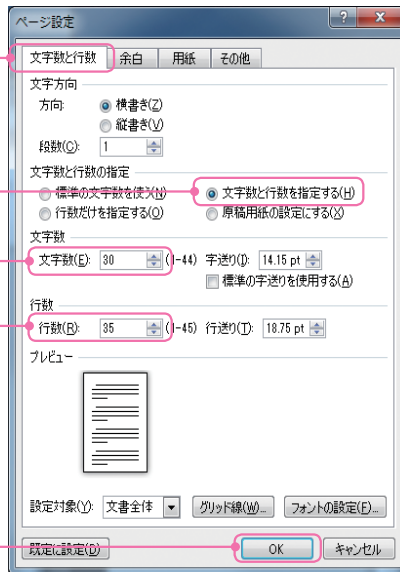 ページ設定
文字数と行数 余白 用紙 その他
文字方向
方向: 横書き(Z)
縦書き(V)
段数(C): 1
文字数と行数の指定
標準の文字数を使う(N) 文字数と行数を指定する(H)
行数だけを指定する(O) 原稿用紙の設定にする(X)
文字数
文字数(E): 30 (1-44) 字送り(I): 14.15 pt
標準の字送りを使用する(A)
行数
行数(R): 35 (1-45) 行送り(T): 18.75 pt
プレビュー
設定対象(Y): 文書全体 グリッド線(W)... フォントの設定(F)...
既定に設定(D) OK キャンセル